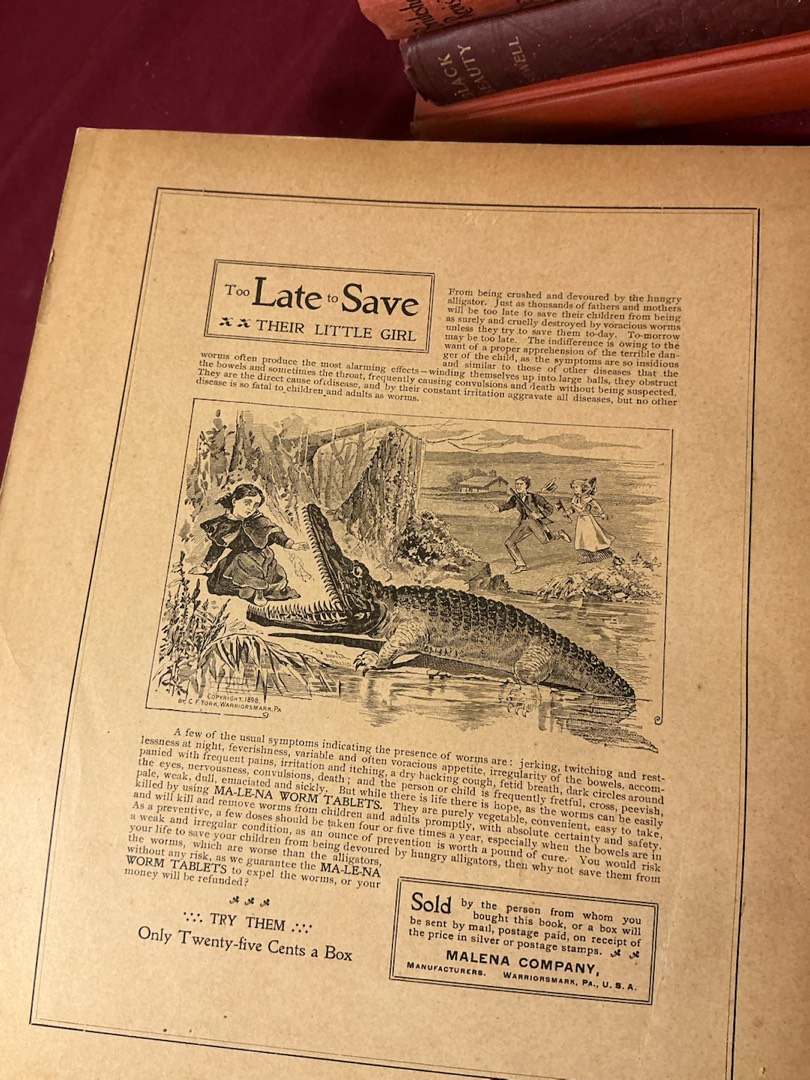 BLACK
BEAUTY
Too Late to Save
THEIR LITTLE GIRL
From being crushed and devoured by the hungry
alligator. Just as thousands of fathers and mothers
will be too late to save their children from being
as surely and cruelly destroyed by voracious worms
unless they try to save them to-day. To-morrow
may be too late. The indifference is owing to the
want of a proper apprehension of the terrible dan-
ger of the child, as the symptoms are so insidious
and similar to those of other diseases that the
worms often produce the most alarming effects—winding themselves up into large balls, they obstruct
the bowels and sometimes the throat, frequently causing convulsions and death without being suspected.
They are the direct cause of disease, and by their constant irritation aggravate all diseases, but no other
disease is so fatal to children and adults as worms.
COPYRIGHT, 1898,
BY C. F. YORK, WARRIORSMARK, PA
A few of the usual symptoms indicating the presence of worms are: jerking, twitching and rest-
lessness at night, feverishness, variable and often voracious appetite, irregularity of the bowels, accom-
panied with frequent pains, irritation and itching, a dry hacking cough, fetid breath, dark circles around
the eyes, nervousness, convulsions, death; and the person or child is frequently fretful, cross, peevish,
pale, weak, dull, emaciated and sickly. But while there is life there is hope, as the worms can be easily
killed by using MA-LE-NA WORM TABLETS. They are purely vegetable, convenient, easy to take,
and will kill and remove worms from children and adults promptly, with absolute certainty and safety.
As a preventive, a few doses should be taken four or five times a year, especially when the bowels are in
a weak and irregular condition, as an ounce of prevention is worth a pound of cure. You would risk
your life to save your children from being devoured by hungry alligators, then why not save them from
the worms, which are worse than the alligators,
without any risk, as we guarantee the MA-LE-NA
WORM TABLETS to expel the worms, or your
money will be refunded?
TRY THEM
Only Twenty-five Cents a Box
Sold by the person from whom you
bought this book, or a box will
be sent by mail, postage paid, on receipt of
the price in silver or postage stamps.
MALENA COMPANY,
MANUFACTURERS. WARRIORSMARK, PA., U. S. A.